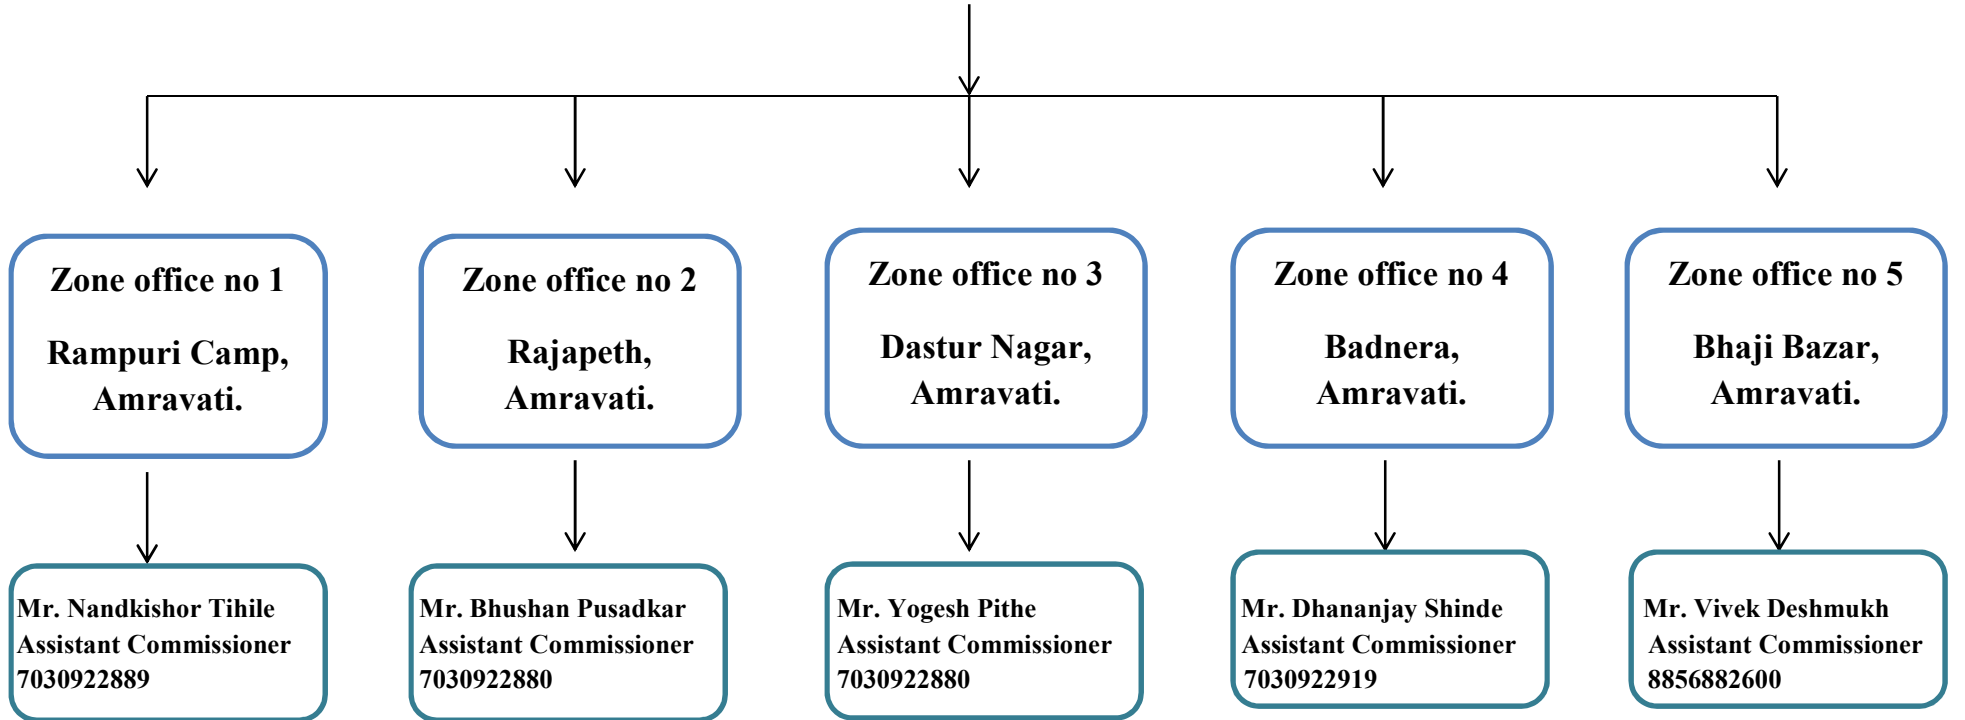 Zone office no 1
Rampuri Camp,
Amravati.
Zone office no 2
Rajapeth,
Amravati.
Zone office no 3
Dastur Nagar,
Amravati.
Zone office no 4
Badnera,
Amravati.
Zone office no 5
Bhaji Bazar,
Amravati.
Mr. Nandkishor Tihile
Assistant Commissioner
7030922889
Mr. Bhushan Pusadkar
Assistant Commissioner
7030922880
Mr. Yogesh Pithe
Assistant Commissioner
7030922880
Mr. Dhananjay Shinde
Assistant Commissioner
7030922919
Mr. Vivek Deshmukh
Assistant Commissioner
8856882600